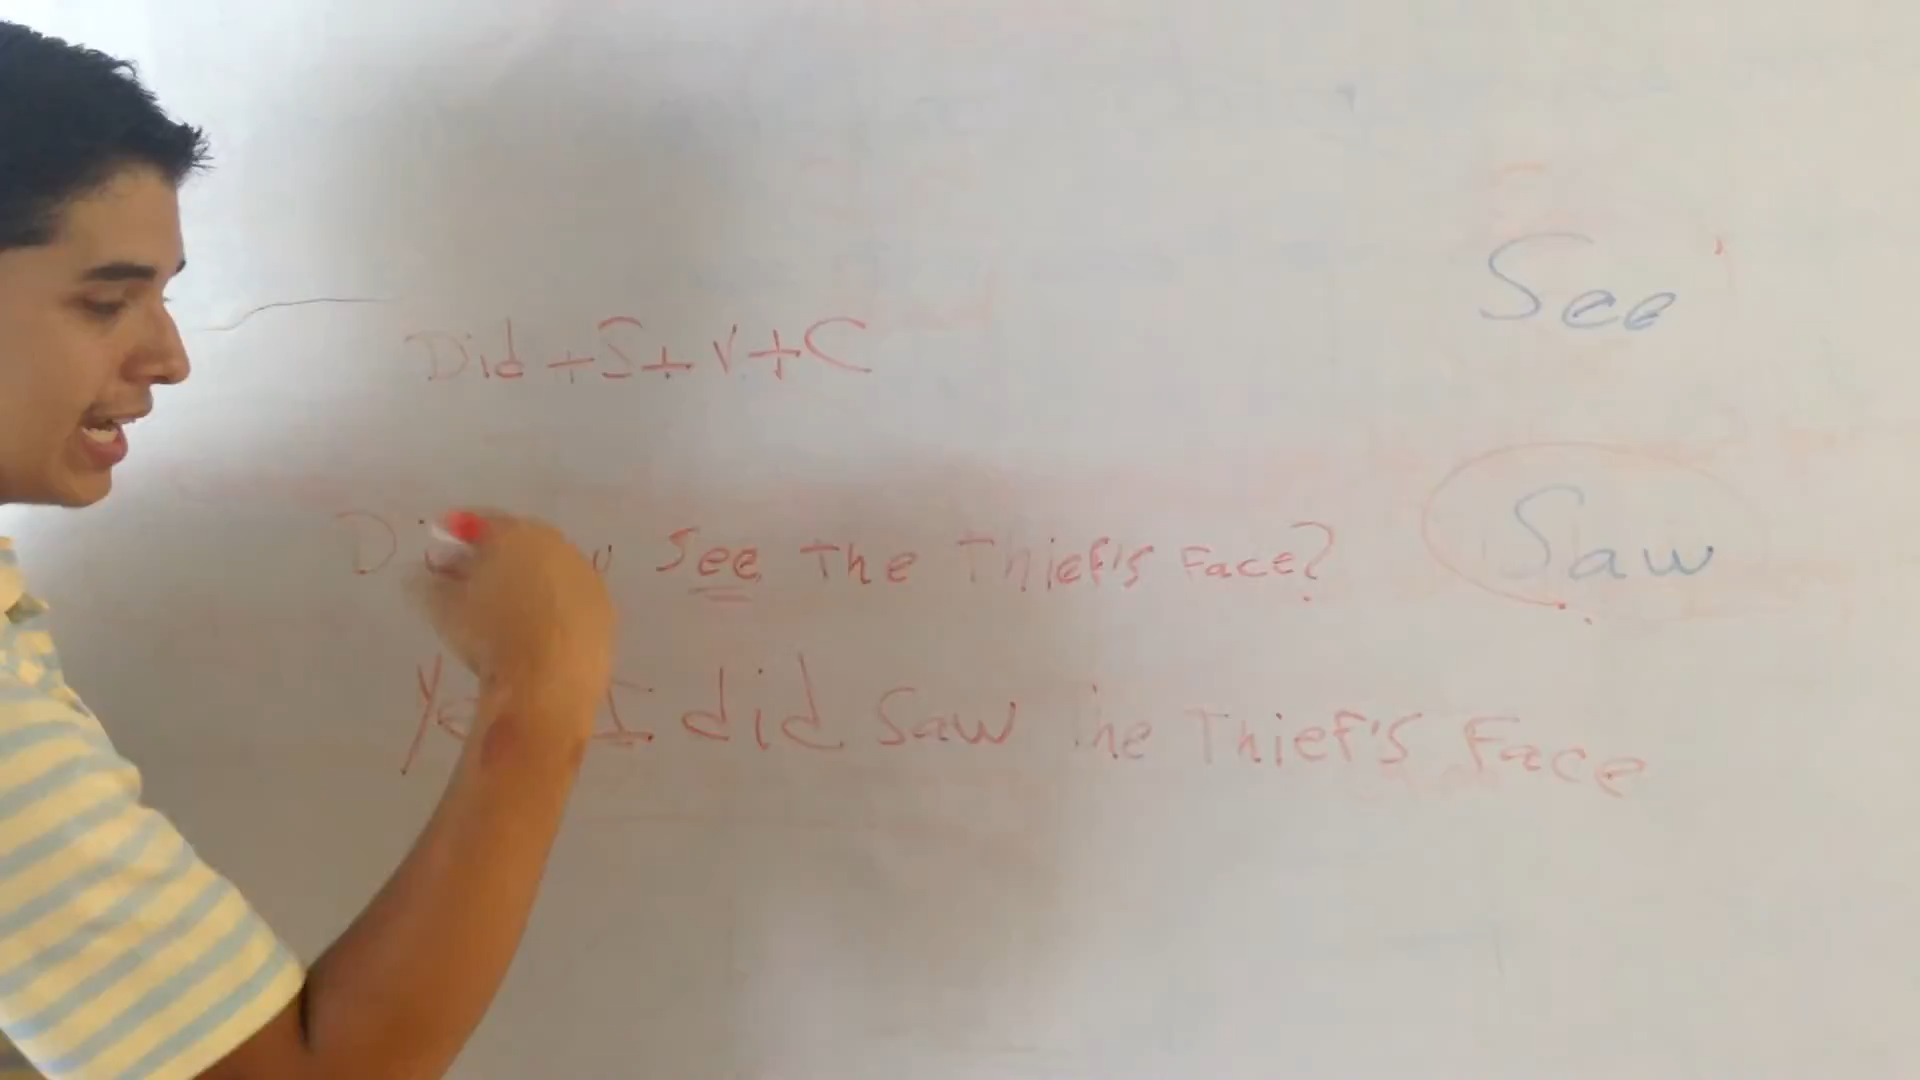 See
Did + S + V + C
See The Thief's Face?
Saw
I did Saw The Thief's Face